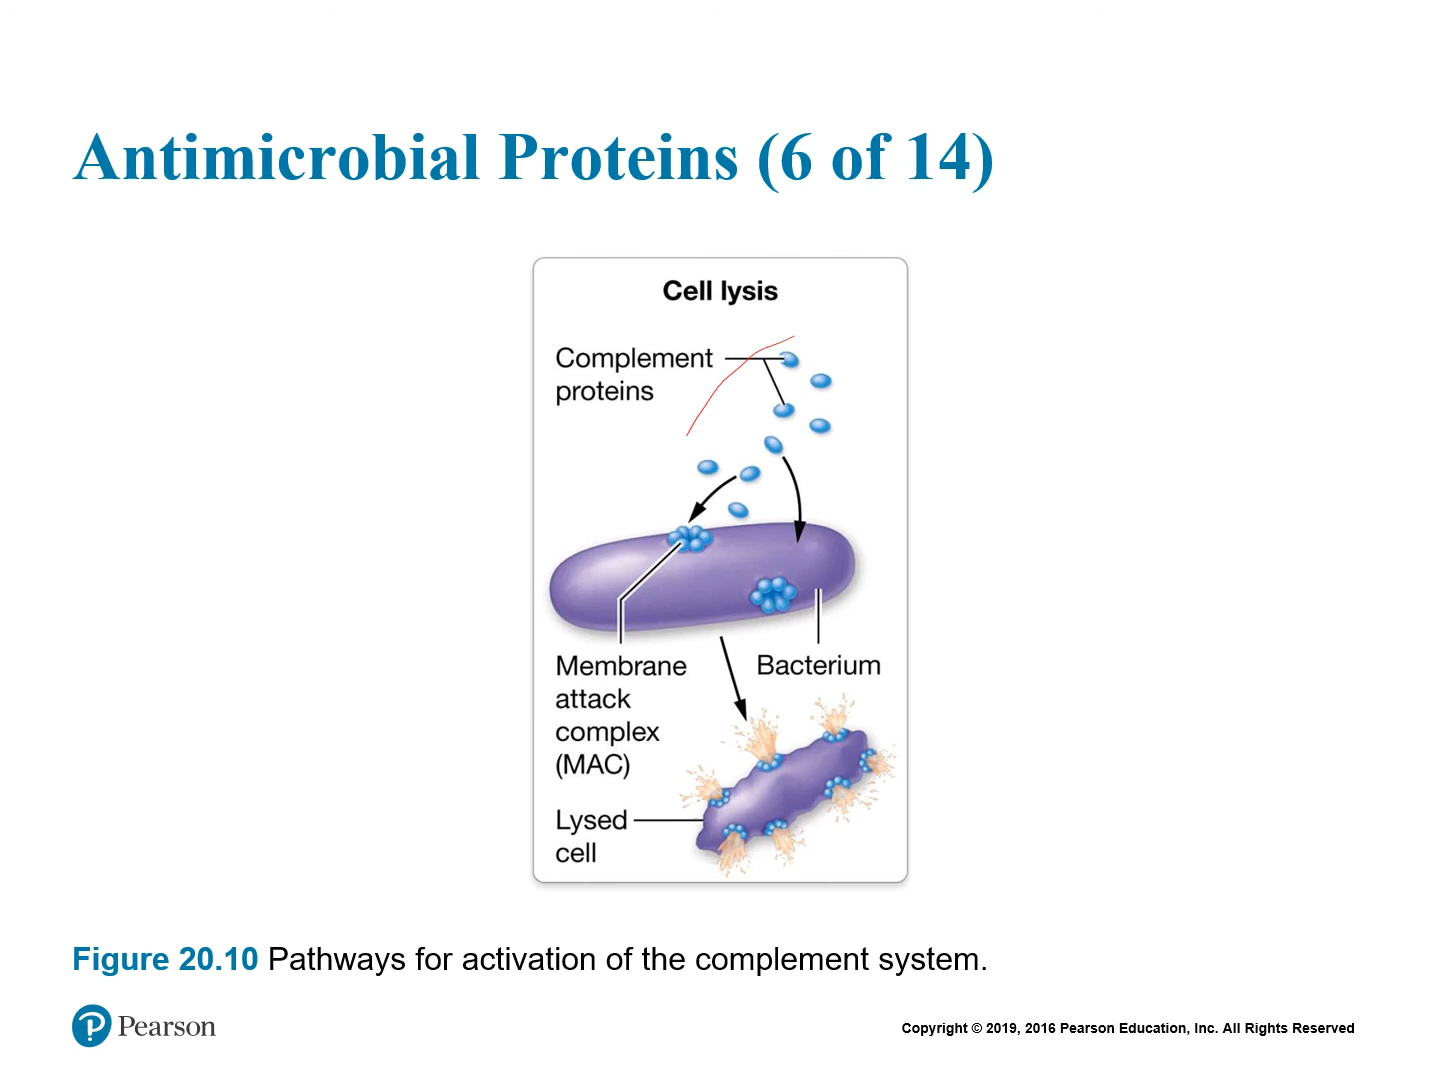 Antimicrobial Proteins (6 of 14)
Cell lysis
Complement
proteins
Membrane
attack
complex
(MAC)
Bacterium
Lysed
cell
Figure 20.10 Pathways for activation of the complement system.
Pearson
Copyright © 2019, 2016 Pearson Education, Inc. All Rights Reserved